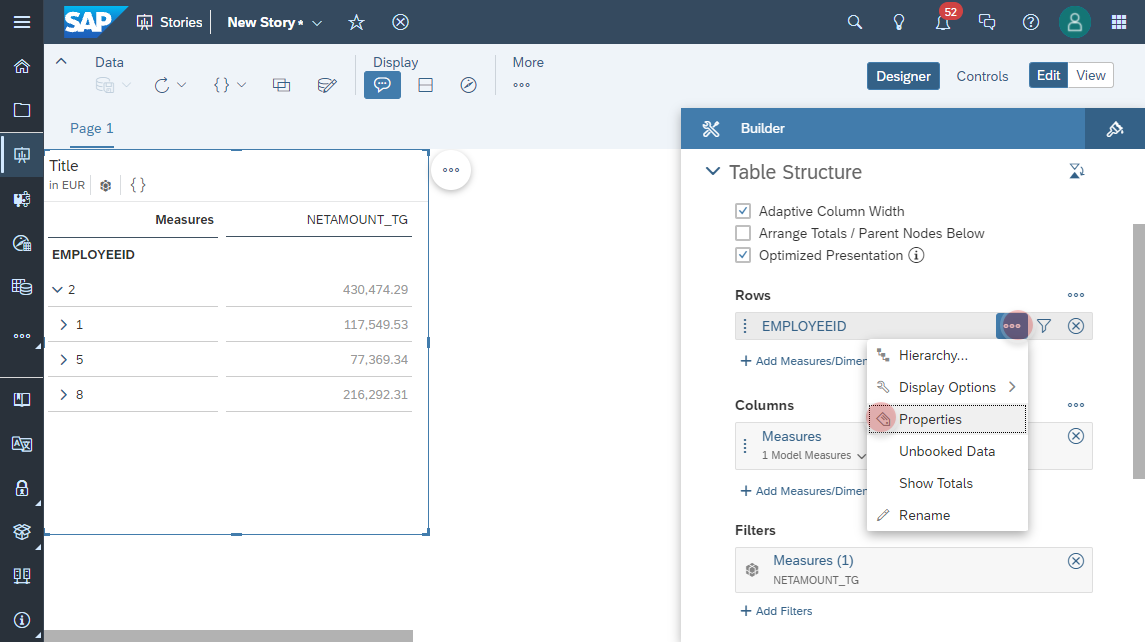 SAP Stories New Story* 52
Data Display More
Designer Controls Edit View
Page 1
Builder
Title
in EUR
Measures NETAMOUNT_TG
EMPLOYEEID
2 430,474.29
1 117,549.53
5 77,369.34
8 216,292.31
Table Structure
Adaptive Column Width
Arrange Totals / Parent Nodes Below
Optimized Presentation
Rows
EMPLOYEEID
+ Add Measures/Dimen
Hierarchy...
Display Options
Properties
Unbooked Data
Show Totals
Rename
Columns
Measures
1 Model Measures
+ Add Measures/Dimen
Filters
Measures (1)
NETAMOUNT_TG
+ Add Filters